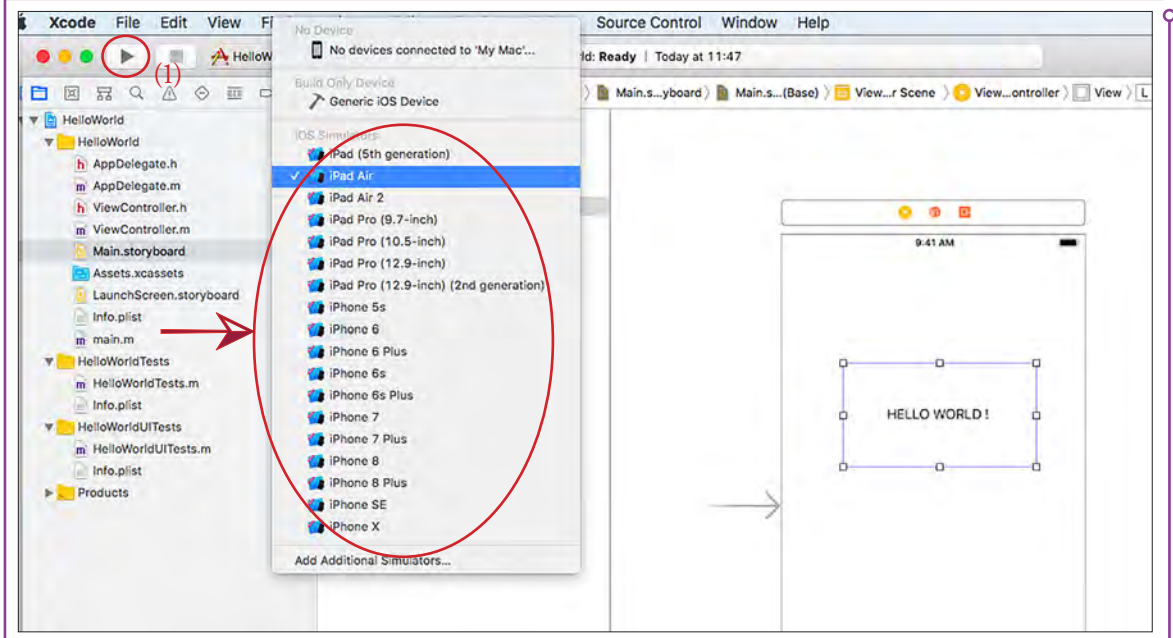 Xcode File Edit View
Source Control Window Help
No Device
No devices connected to 'My Mac'...
HelloW
Ready | Today at 11:47
(1)
Build Only Device
Generic iOS Device
Main.s...yboard Main.s...(Base) View...r Scene View...ontroller View L
HelloWorld
HelloWorld
h AppDelegate.h
m AppDelegate.m
h ViewController.h
m ViewController.m
Main.storyboard
Assets.xcassets
LaunchScreen.storyboard
Info.plist
m main.m
HelloWorldTests
m HelloWorldTests.m
Info.plist
HelloWorldUITests
m HelloWorldUITests.m
Info.plist
Products
iOS Simulators
iPad (5th generation)
✓ iPad Air
iPad Air 2
iPad Pro (9.7-inch)
iPad Pro (10.5-inch)
iPad Pro (12.9-inch)
iPad Pro (12.9-inch) (2nd generation)
iPhone 5s
iPhone 6
iPhone 6 Plus
iPhone 6s
iPhone 6s Plus
iPhone 7
iPhone 7 Plus
iPhone 8
iPhone 8 Plus
iPhone SE
iPhone X
Add Additional Simulators...
9:41 AM
HELLO WORLD !